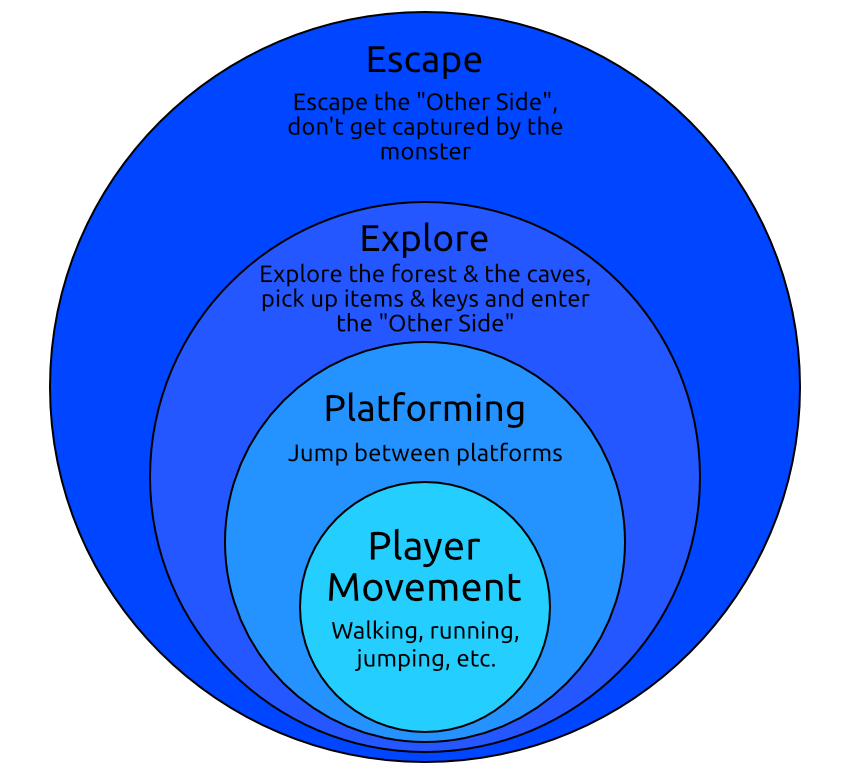 Escape
Escape the "Other Side",
don't get captured by the
monster
Explore
Explore the forest & the caves,
pick up items & keys and enter
the "Other Side"
Platforming
Jump between platforms
Player
Movement
Walking, running,
jumping, etc.